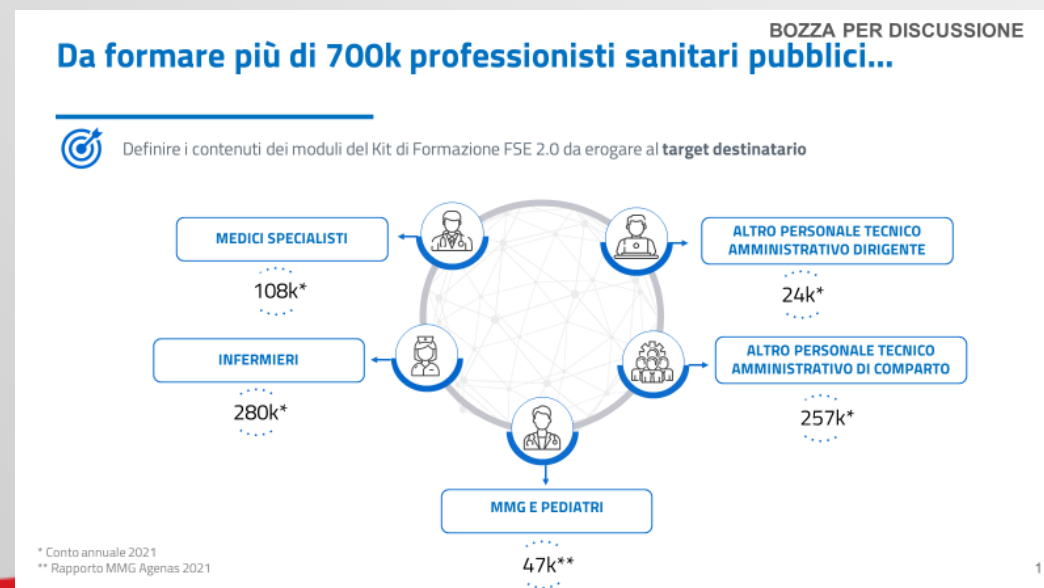 BOZZA PER DISCUSSIONE
Da formare più di 700k professionisti sanitari pubblici...
Definire i contenuti dei moduli del Kit di Formazione FSE 2.0 da erogare al target destinatario
MEDICI SPECIALISTI
108k*
ALTRO PERSONALE TECNICO
AMMINISTRATIVO DIRIGENTE
24k*
INFERMIERI
280k*
ALTRO PERSONALE TECNICO
AMMINISTRATIVO DI COMPARTO
257k*
MMG E PEDIATRI
47k**
* Conto annuale 2021
** Rapporto MMG Agenas 2021
1